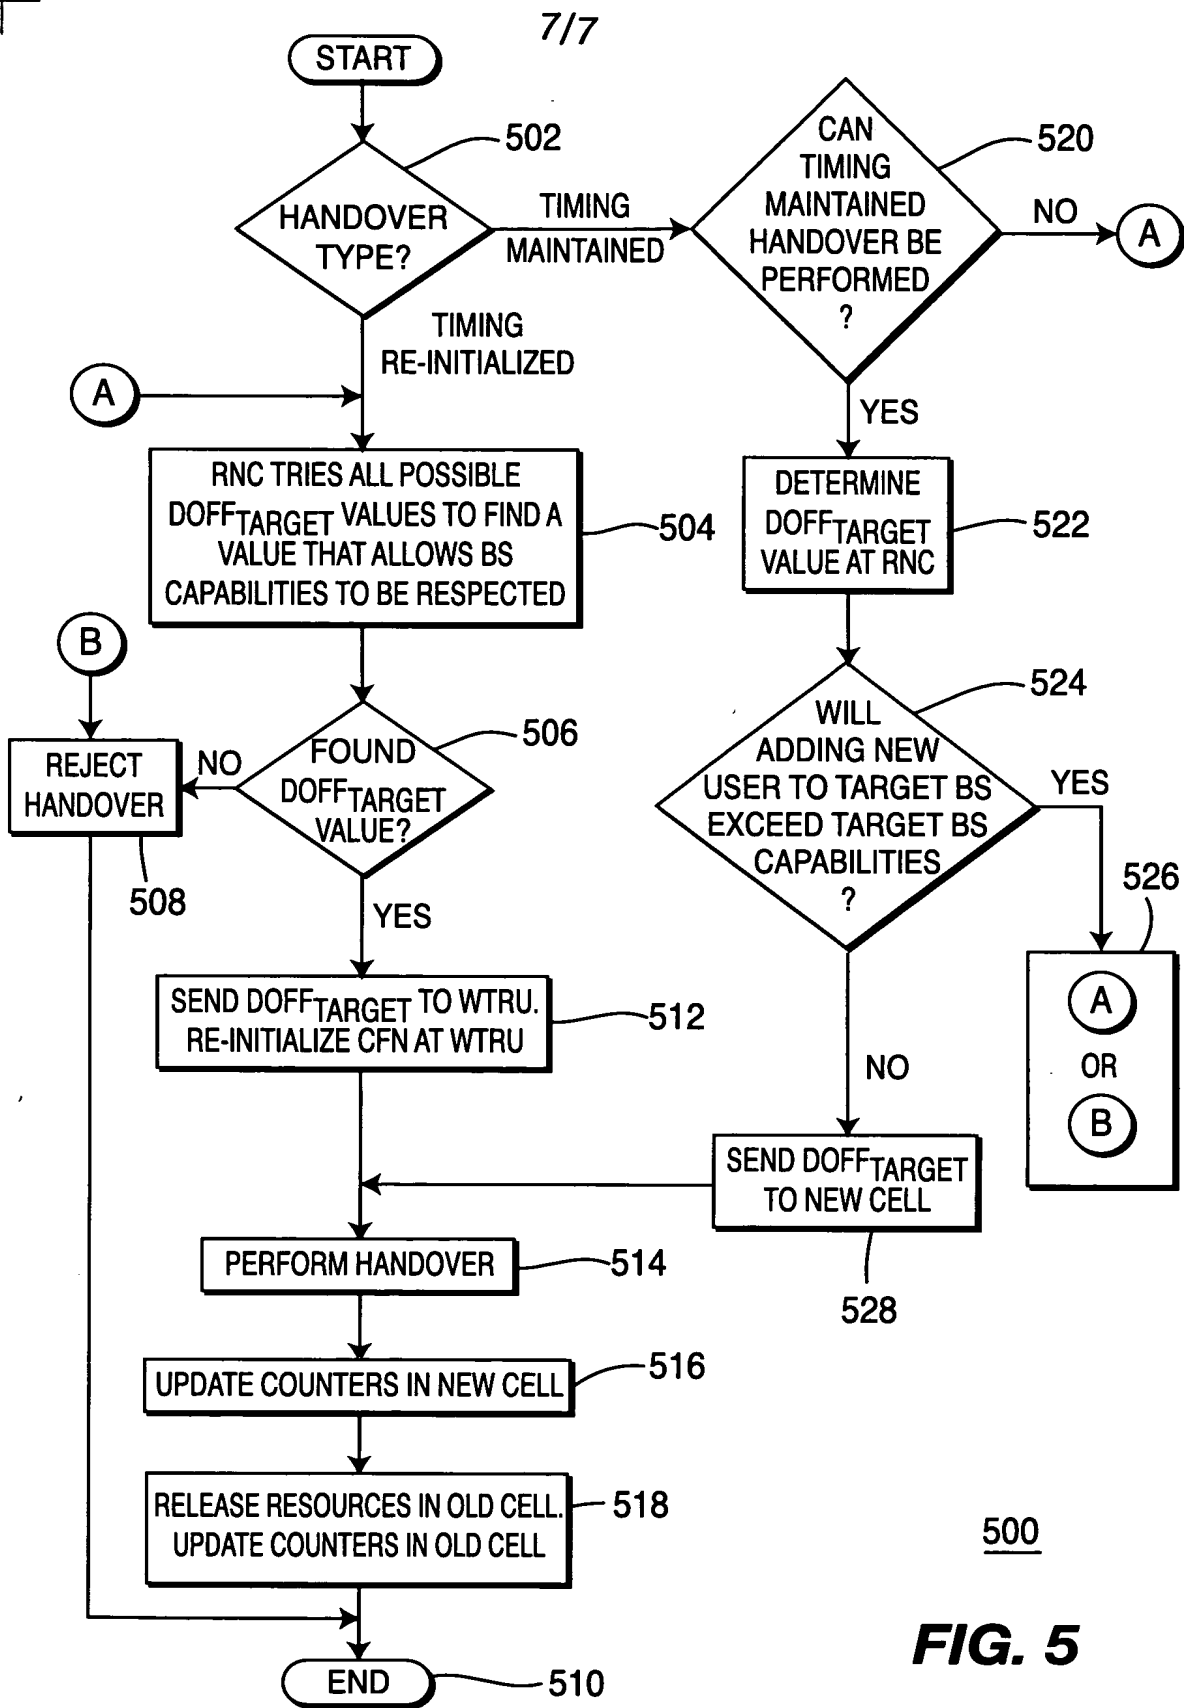 7/7
START
502
HANDOVER
TYPE?
TIMING
MAINTAINED
520
CAN
TIMING
MAINTAINED
HANDOVER BE
PERFORMED
?
NO
A
TIMING
RE-INITIALIZED
A
YES
RNC TRIES ALL POSSIBLE
DOFFTARGET VALUES TO FIND A
VALUE THAT ALLOWS BS
CAPABILITIES TO BE RESPECTED
504
DETERMINE
DOFFTARGET
VALUE AT RNC
522
B
REJECT
HANDOVER
508
NO
FOUND
DOFFTARGET
VALUE?
506
YES
WILL
ADDING NEW
USER TO TARGET BS
EXCEED TARGET BS
CAPABILITIES
?
524
YES
526
A
OR
B
NO
SEND DOFFTARGET TO WTRU.
RE-INITIALIZE CFN AT WTRU
512
SEND DOFFTARGET
TO NEW CELL
528
PERFORM HANDOVER
514
UPDATE COUNTERS IN NEW CELL
516
RELEASE RESOURCES IN OLD CELL.
UPDATE COUNTERS IN OLD CELL
518
END
510
500
FIG. 5